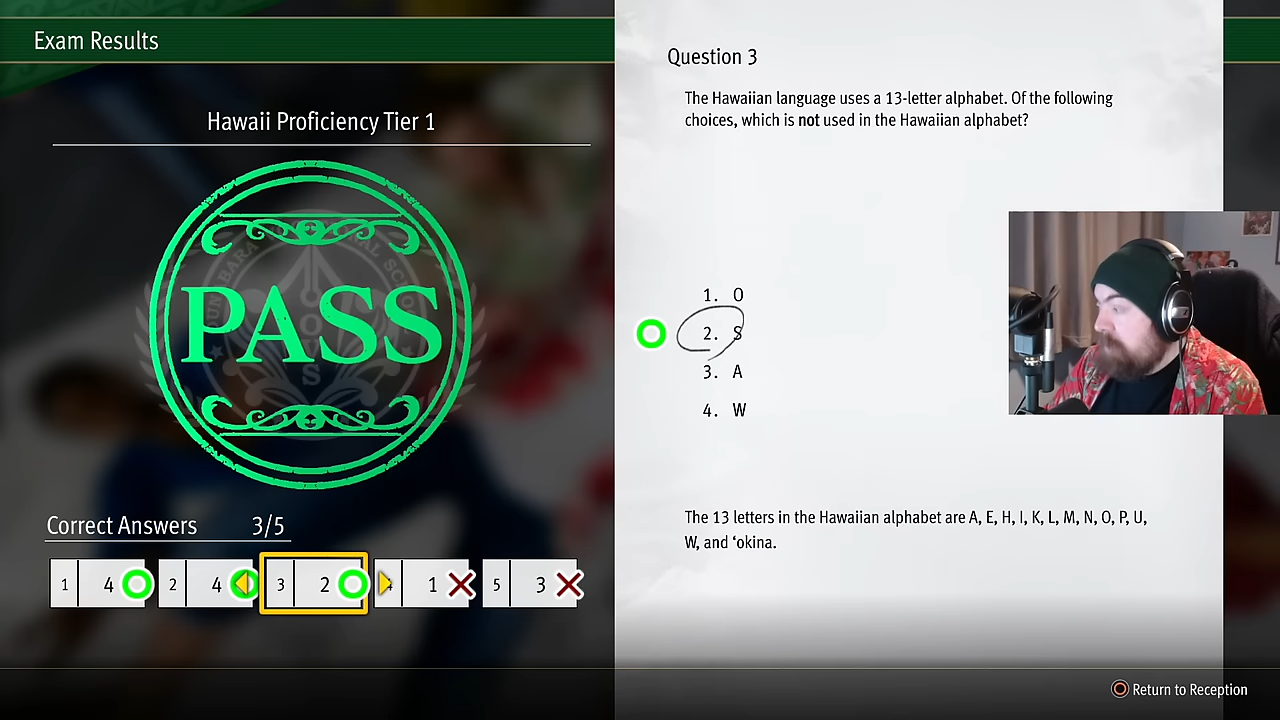 Exam Results
Hawaii Proficiency Tier 1
PASS
Correct Answers 3/5
1 4
2 4
3 2
4 1
5 3
Question 3
The Hawaiian language uses a 13-letter alphabet. Of the following
choices, which is not used in the Hawaiian alphabet?
1. O
2. S
3. A
4. W
The 13 letters in the Hawaiian alphabet are A, E, H, I, K, L, M, N, O, P, U,
W, and ‘okina.
Return to Reception